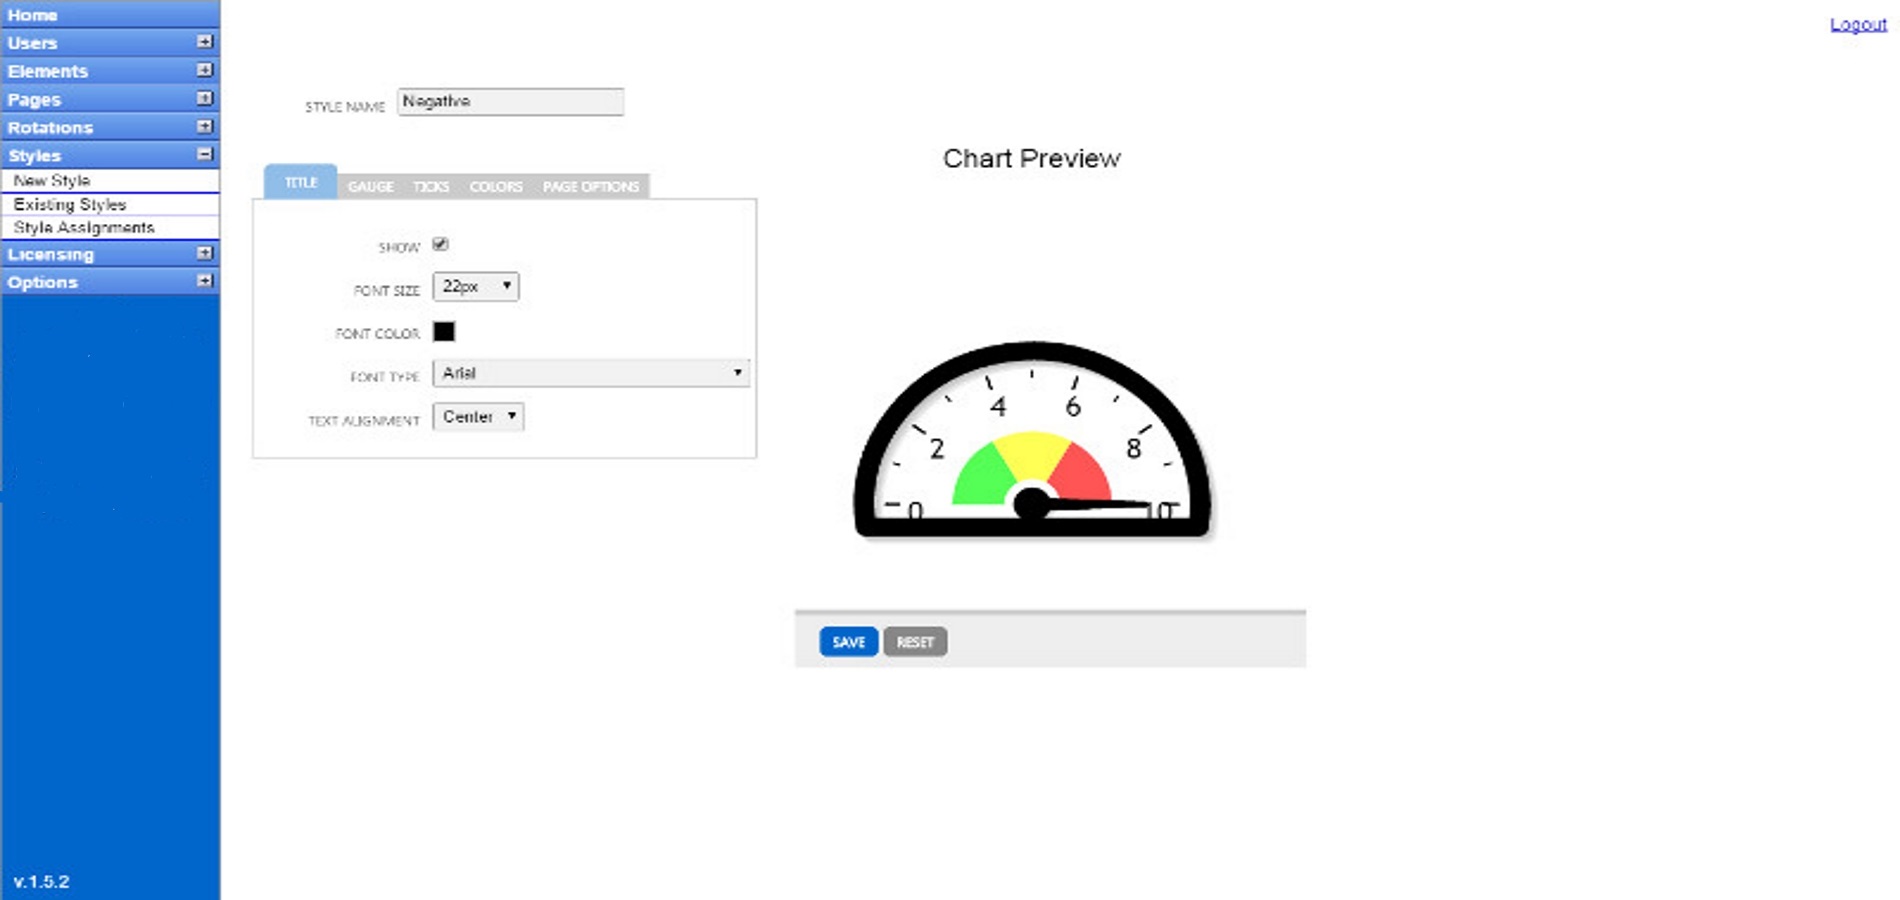 Home
Users
Elements
Pages
Rotations
Styles
New Style
Existing Styles
Style Assignments
Licensing
Options
v.1.5.2
Logout
STYLE NAME Negative
TITLE GAUGE TICKS COLORS PAGE OPTIONS
SHOW
FONT SIZE 22px
FONT COLOR
FONT TYPE Arial
TEXT ALIGNMENT Center
Chart Preview
0 2 4 6 8 10
SAVE RESET